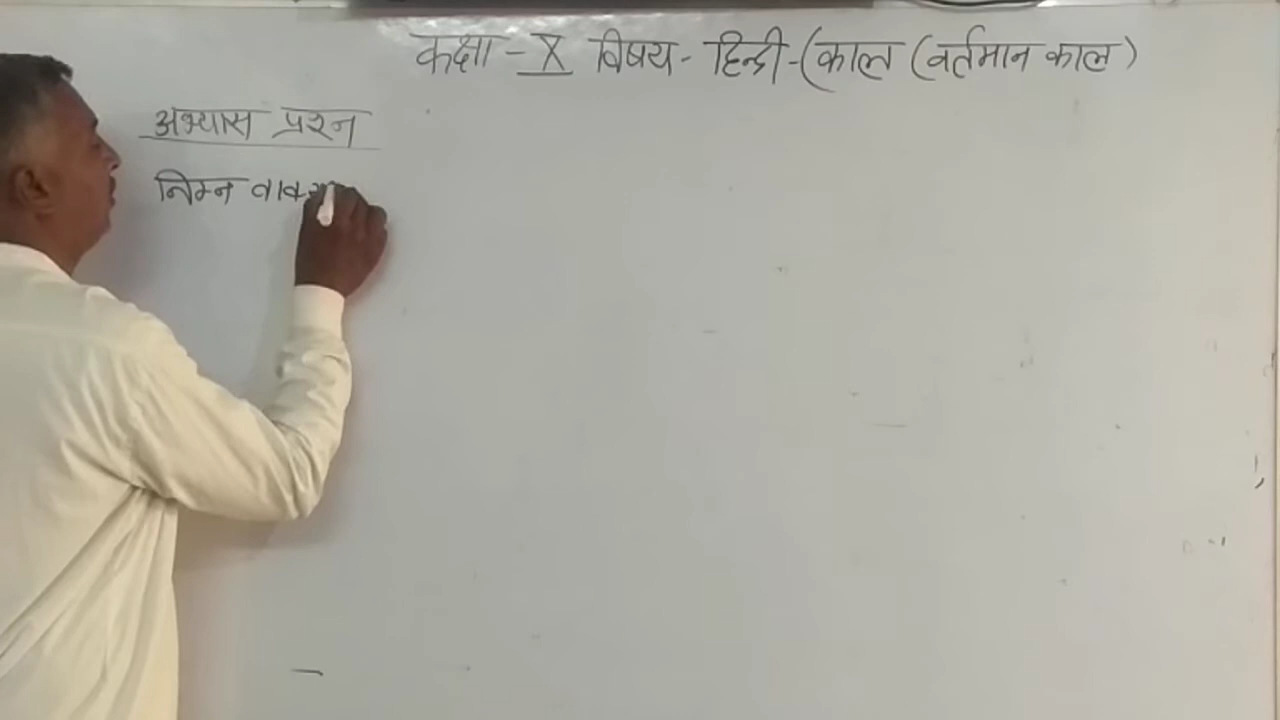 कक्षा - X विषय - हिन्दी - (काल (वर्तमान काल)
अभ्यास प्रश्न
निम्न